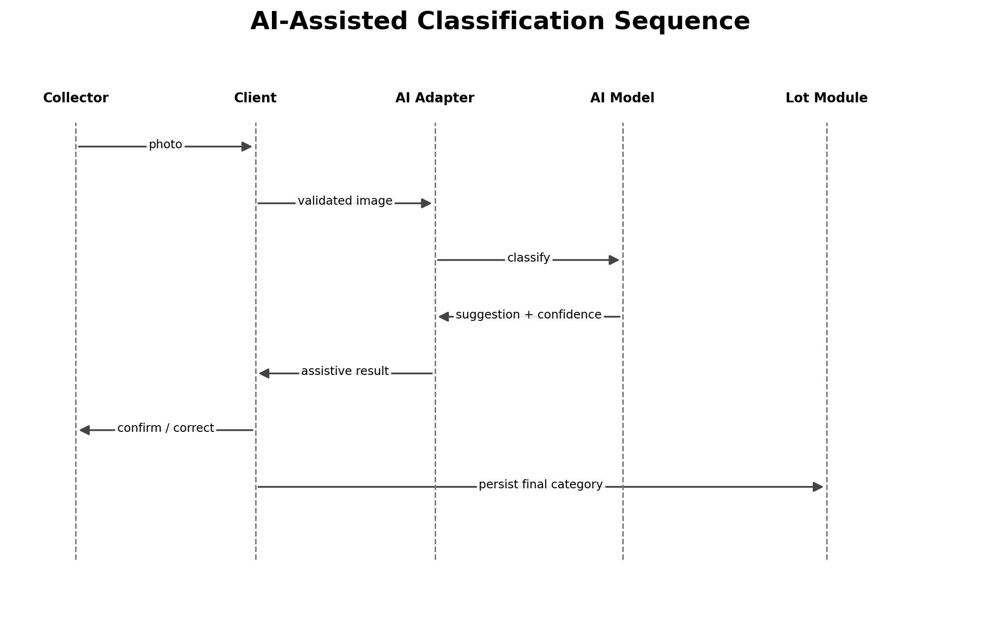 AI-Assisted Classification Sequence
Collector
Client
AI Adapter
AI Model
Lot Module
photo
validated image
classify
suggestion + confidence
assistive result
confirm / correct
persist final category